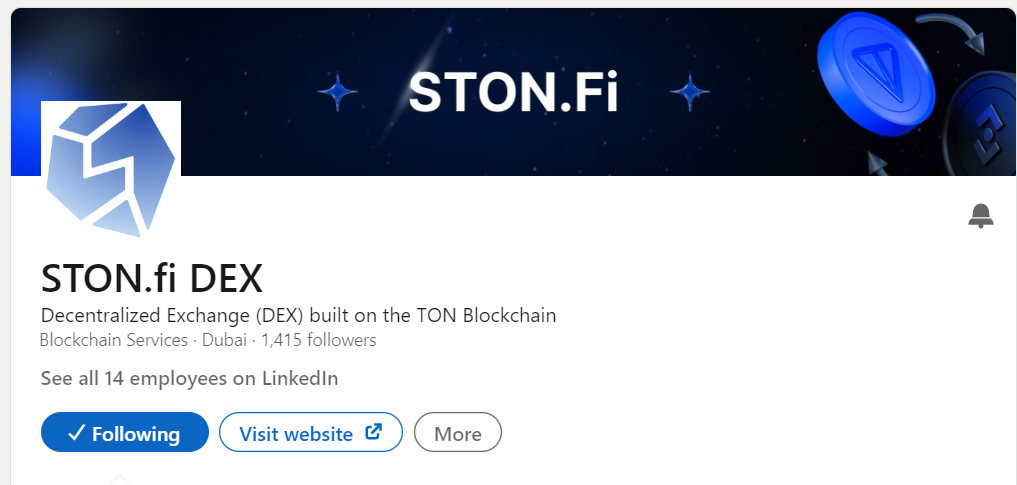 STON.Fi
STON.fi DEX
Decentralized Exchange (DEX) built on the TON Blockchain
Blockchain Services · Dubai · 1,415 followers
See all 14 employees on LinkedIn
Following
Visit website
More